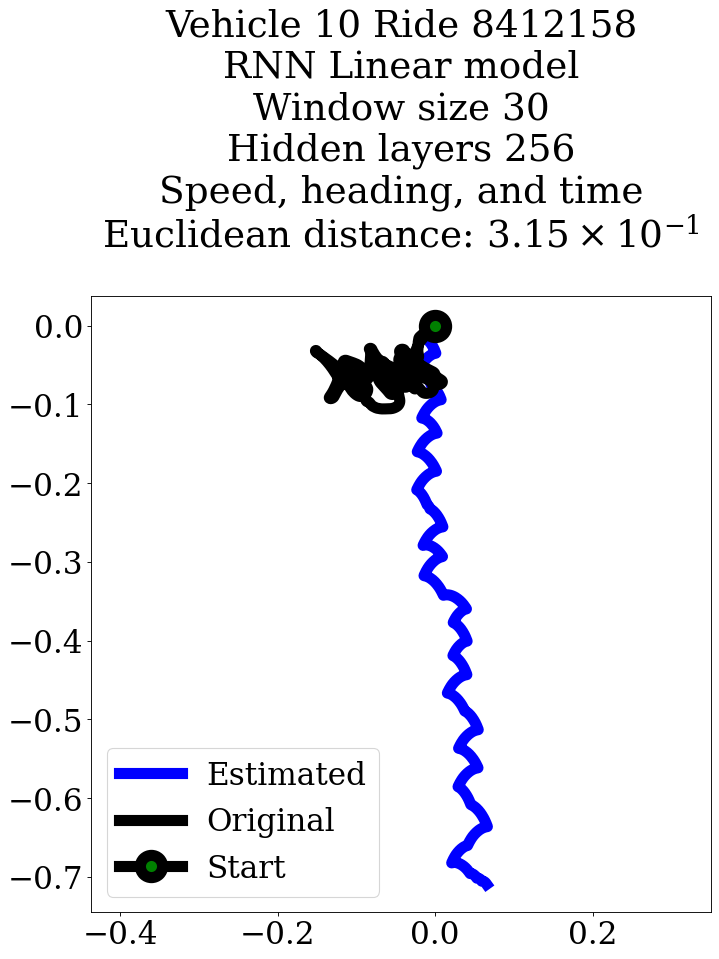 Vehicle 10 Ride 8412158
RNN Linear model
Window size 30
Hidden layers 256
Speed, heading, and time
Euclidean distance: 3.15 × 10⁻¹
0.0
−0.1
−0.2
−0.3
−0.4
−0.5
−0.6
−0.7
Estimated
Original
Start
−0.4 −0.2 0.0 0.2